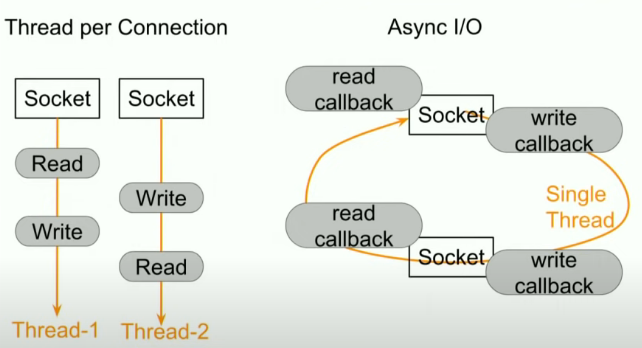 Thread per Connection
Async I/O
Socket
Socket
Read
Write
Write
Read
Thread-1
Thread-2
read
callback
Socket
write
callback
Single
Thread
read
callback
Socket
write
callback